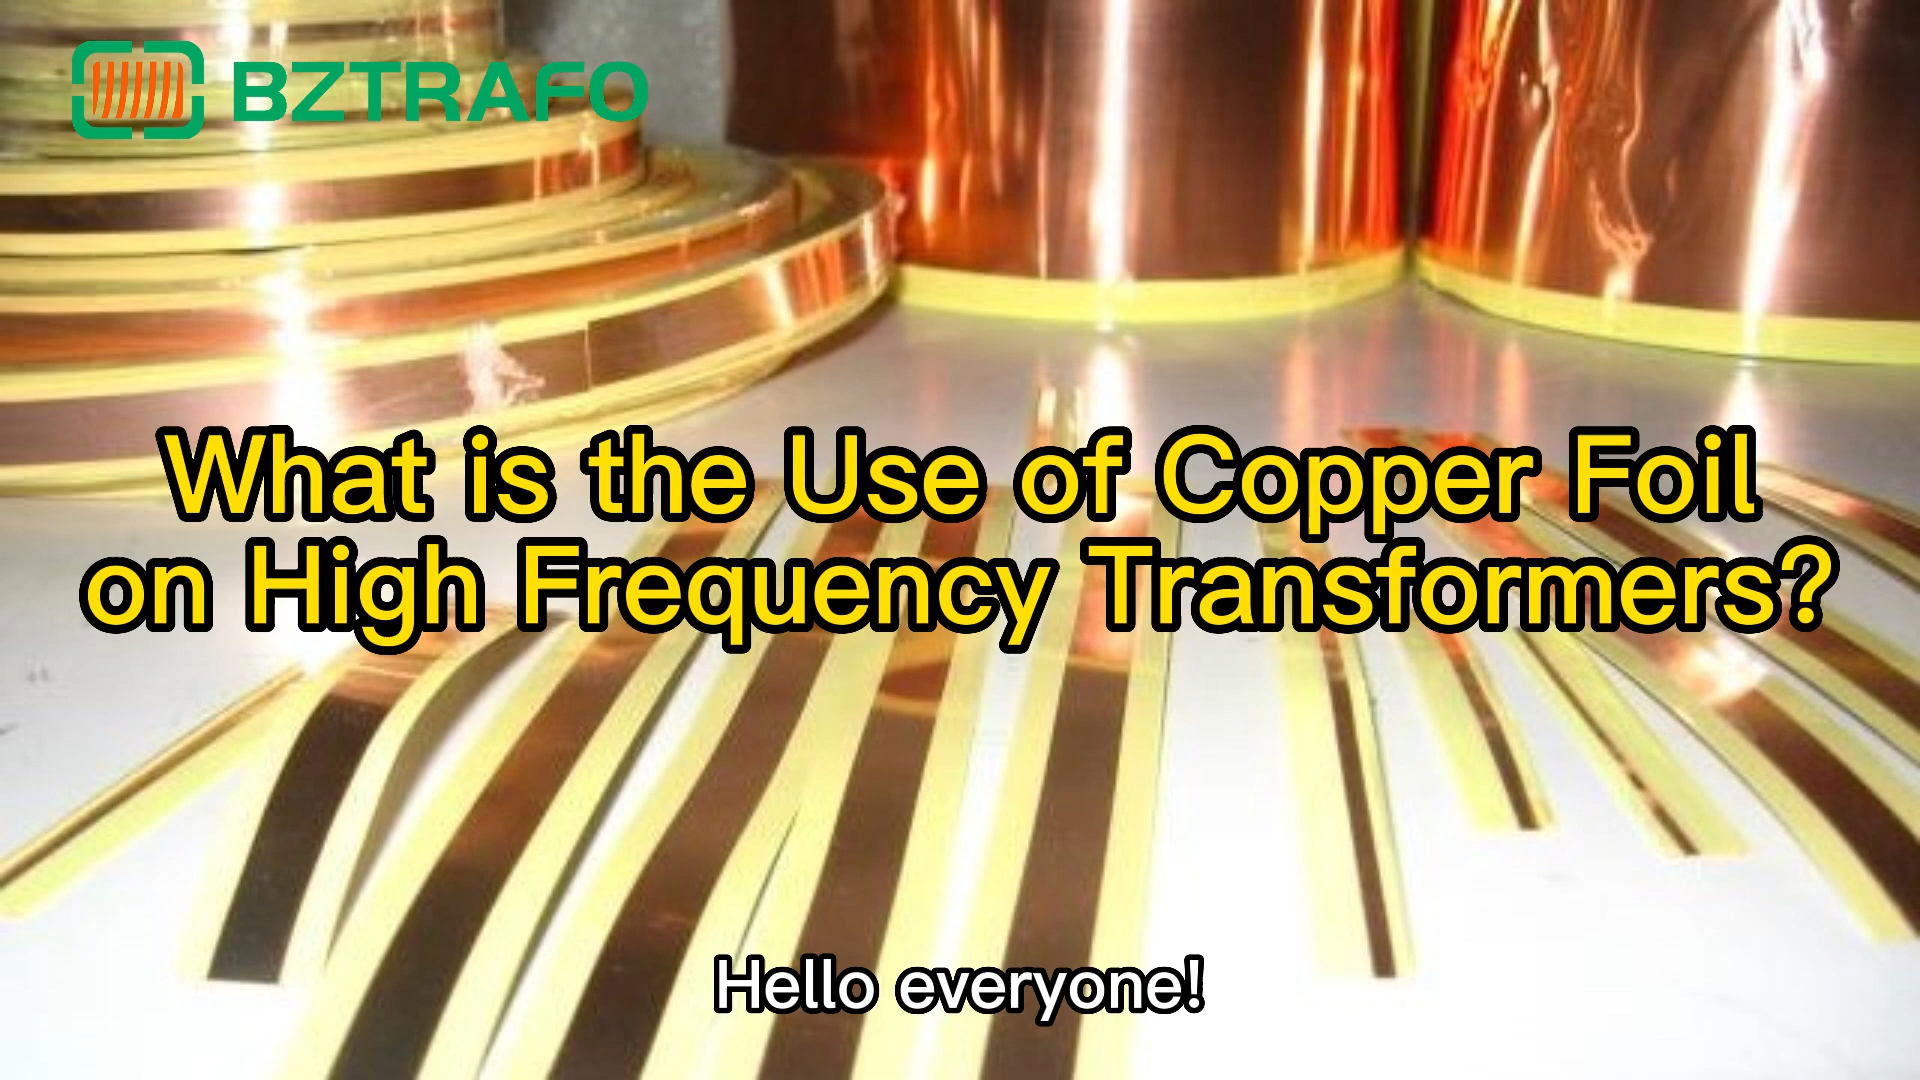 BZTRAFO
What is the Use of Copper Foil
on High Frequency Transformers?
Hello everyone!